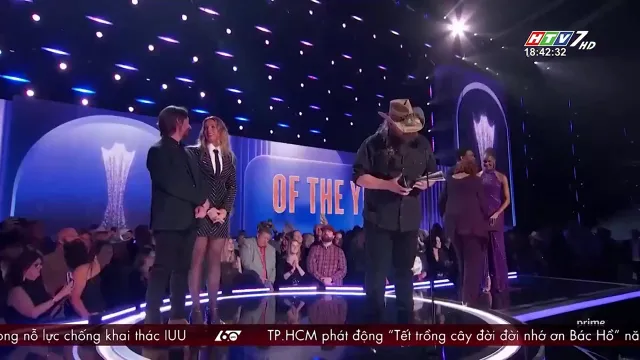 HTV7 HD
18:42:32
OF THE Y
prime
ong nỗ lực chống khai thác IUU 60 TP.HCM phát động “Tết trồng cây đời đời nhớ ơn Bác Hồ” nă